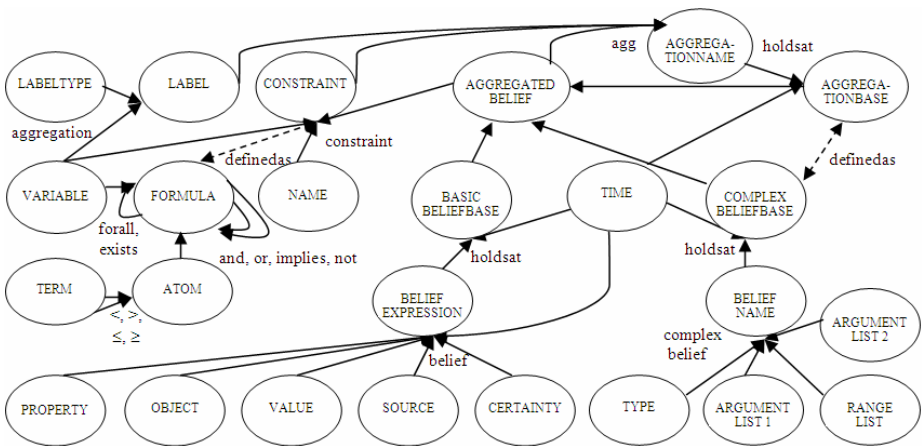 agg
AGGREGA-
TIONNAME
holdsat
LABELTYPE
LABEL
CONSTRAINT
AGGREGATED
BELIEF
AGGREGA-
TIONBASE
aggregation
definedas
constraint
definedas
VARIABLE
FORMULA
NAME
BASIC
BELIEFBASE
TIME
COMPLEX
BELIEFBASE
forall,
exists
and, or, implies, not
holdsat
holdsat
TERM
ATOM
<, >,
≤, ≥
BELIEF
EXPRESSION
BELIEF
NAME
ARGUMENT
LIST 2
belief
complex
belief
PROPERTY
OBJECT
VALUE
SOURCE
CERTAINTY
TYPE
ARGUMENT
LIST 1
RANGE
LIST